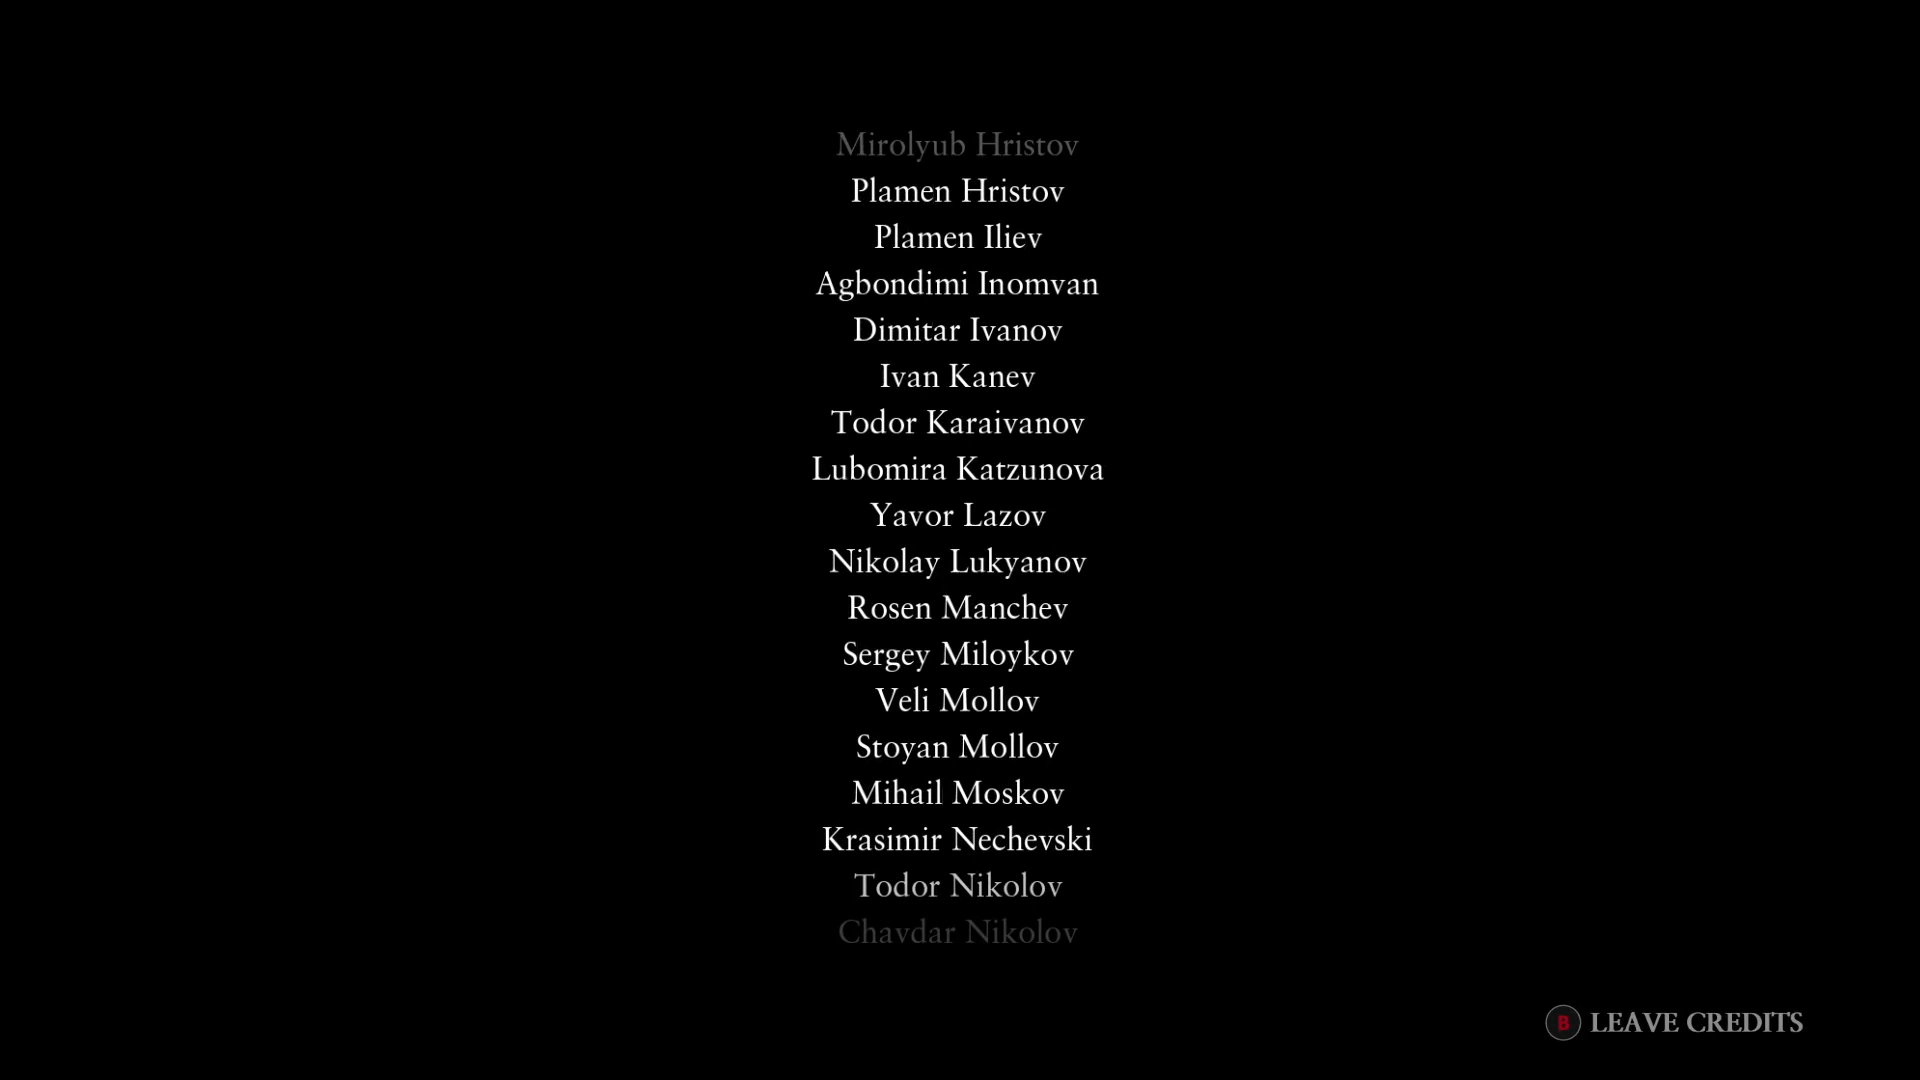 Mirolyub Hristov
Plamen Hristov
Plamen Iliev
Agbondimi Inomvan
Dimitar Ivanov
Ivan Kanev
Todor Karaivanov
Lubomira Katzunova
Yavor Lazov
Nikolay Lukyanov
Rosen Manchev
Sergey Miloykov
Veli Mollov
Stoyan Mollov
Mihail Moskov
Krasimir Nechevski
Todor Nikolov
Chavdar Nikolov
B LEAVE CREDITS